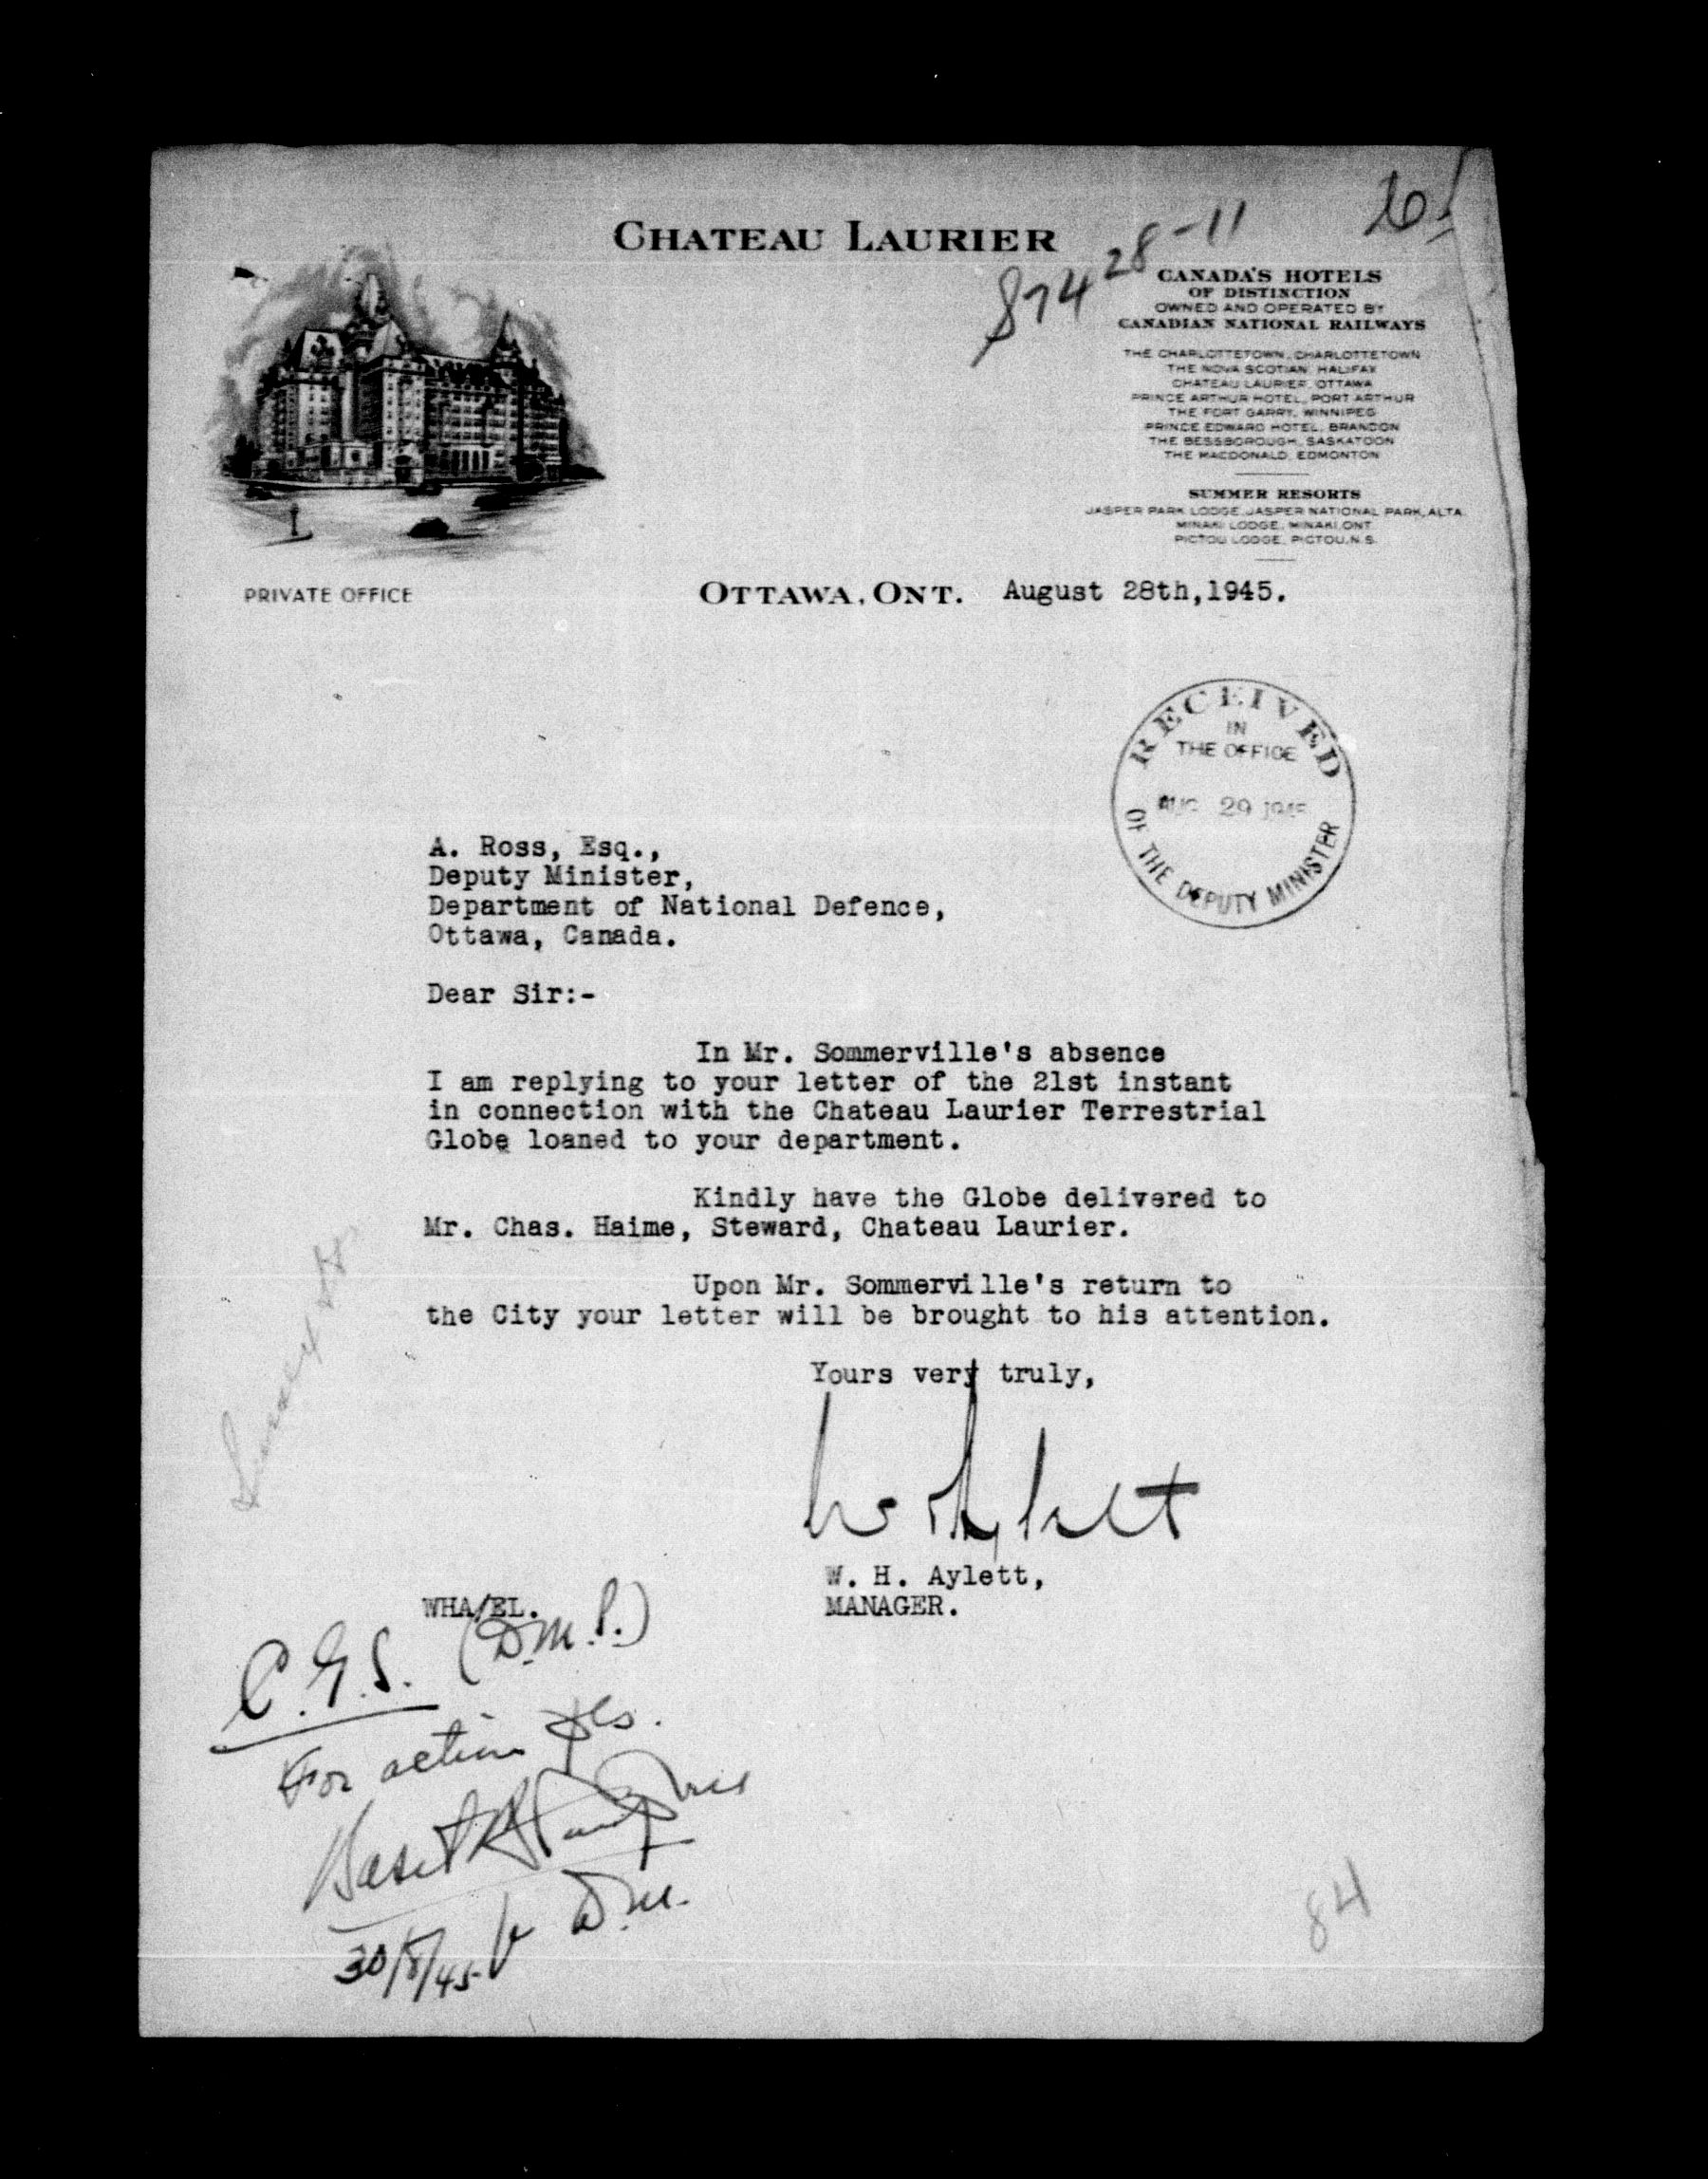 CHATEAU LAURIER
874 28-11
CANADA'S HOTELS
OF DISTINCTION
OWNED AND OPERATED BY
CANADIAN NATIONAL RAILWAYS
THE CHARLOTTETOWN, CHARLOTTETOWN
THE NOVA SCOTIAN, HALIFAX
CHATEAU LAURIER, OTTAWA
PRINCE ARTHUR HOTEL, PORT ARTHUR
THE FORT GARRY, WINNIPEG
PRINCE EDWARD HOTEL, BRANDON
THE BESSBOROUGH, SASKATOON
THE MACDONALD, EDMONTON
SUMMER RESORTS
JASPER PARK LODGE, JASPER NATIONAL PARK, ALTA.
MINAKI LODGE, MINAKI, ONT.
PICTOU LODGE, PICTOU, N.S.
PRIVATE OFFICE
OTTAWA, ONT. August 28th,1945.
RECEIVED
IN
THE OFFICE
AUG 29 1945
OF THE DEPUTY MINISTER
A. Ross, Esq.,
Deputy Minister,
Department of National Defence,
Ottawa, Canada.
Dear Sir:-
In Mr. Sommerville's absence
I am replying to your letter of the 21st instant
in connection with the Chateau Laurier Terrestrial
Globe loaned to your department.
Kindly have the Globe delivered to
Mr. Chas. Haime, Steward, Chateau Laurier.
Upon Mr. Sommerville's return to
the City your letter will be brought to his attention.
Yours very truly,
W. H. Aylett,
MANAGER.
WHA/EL.
C.G.S. (D.M.P.)
For action pls.
D.M.
30/8/45
84